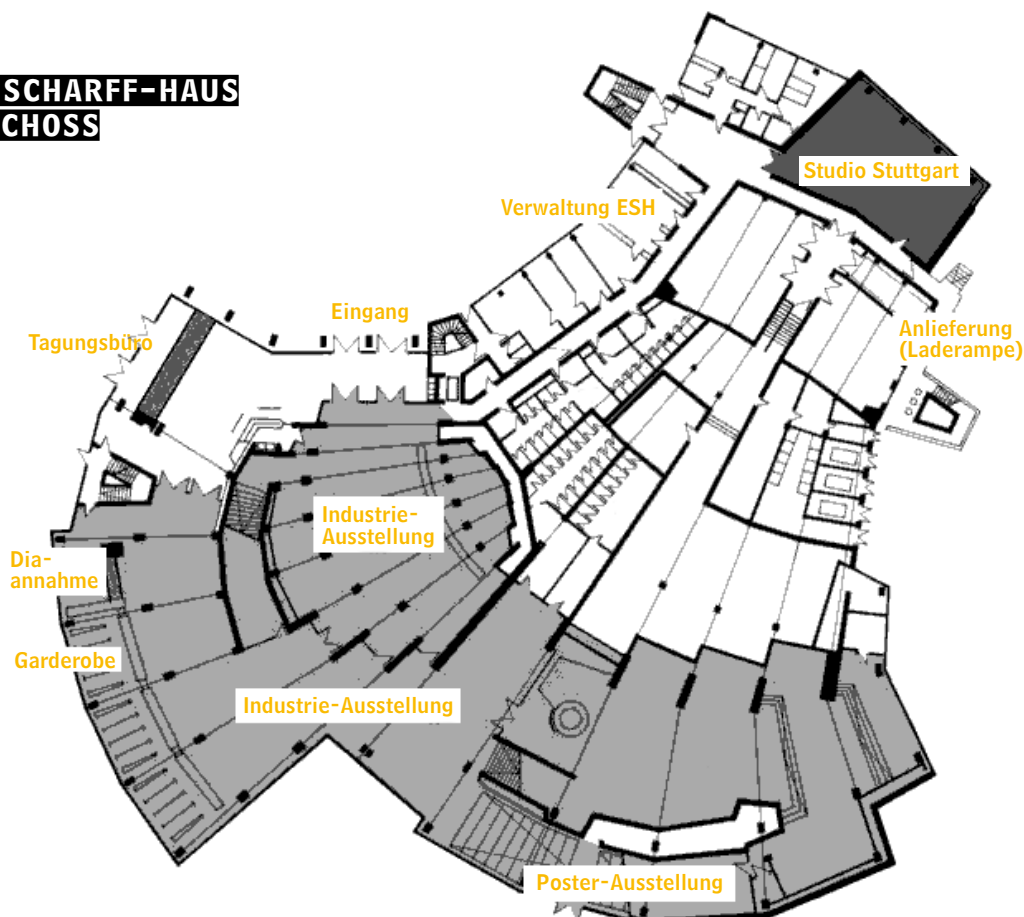 SCHARFF-HAUS
CHOSS
Studio Stuttgart
Verwaltung ESH
Eingang
Tagungsbüro
Anlieferung
(Laderampe)
Industrie-
Ausstellung
Dia-
annahme
Garderobe
Industrie-Ausstellung
Poster-Ausstellung